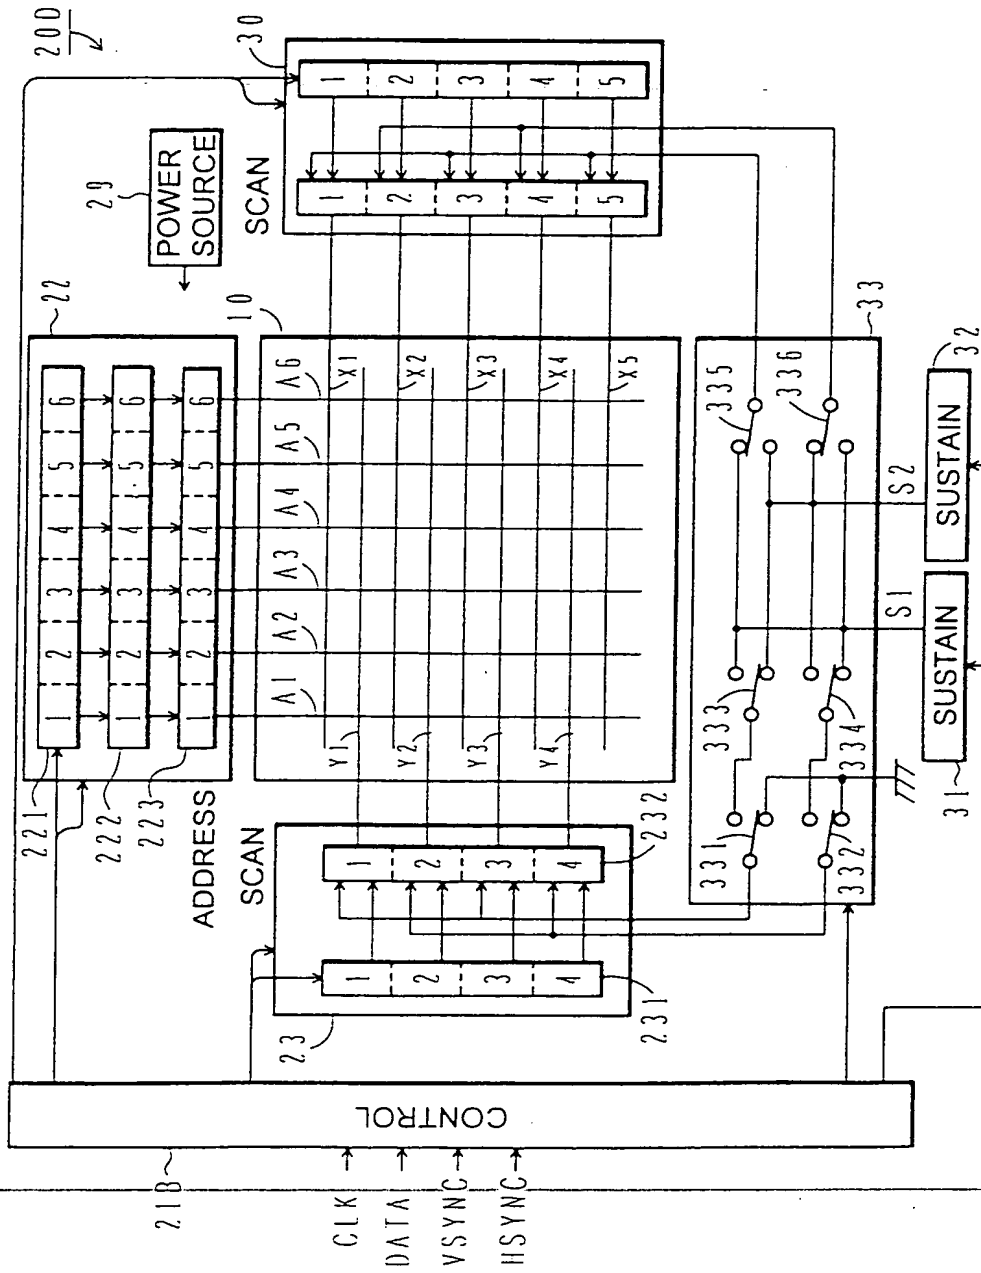 200
30
29
POWER
SOURCE
SCAN
1 2 3 4 5
1 2 3 4 5
22
10
1 2 3 4 5 6
1 2 3 4 5 6
1 2 3 4 5 6
221
222
223
ADDRESS
A1 A2 A3 A4 A5 A6
X1
X2
X3
X4
X5
Y1
Y2
Y3
Y4
SCAN
1 2 3 4
232
1 2 3 4
231
23
33
331
332
333
334
335
336
S1
S2
SUSTAIN
31
SUSTAIN
32
CONTROL
21B
CLK
DATA
VSYNC
HSYNC